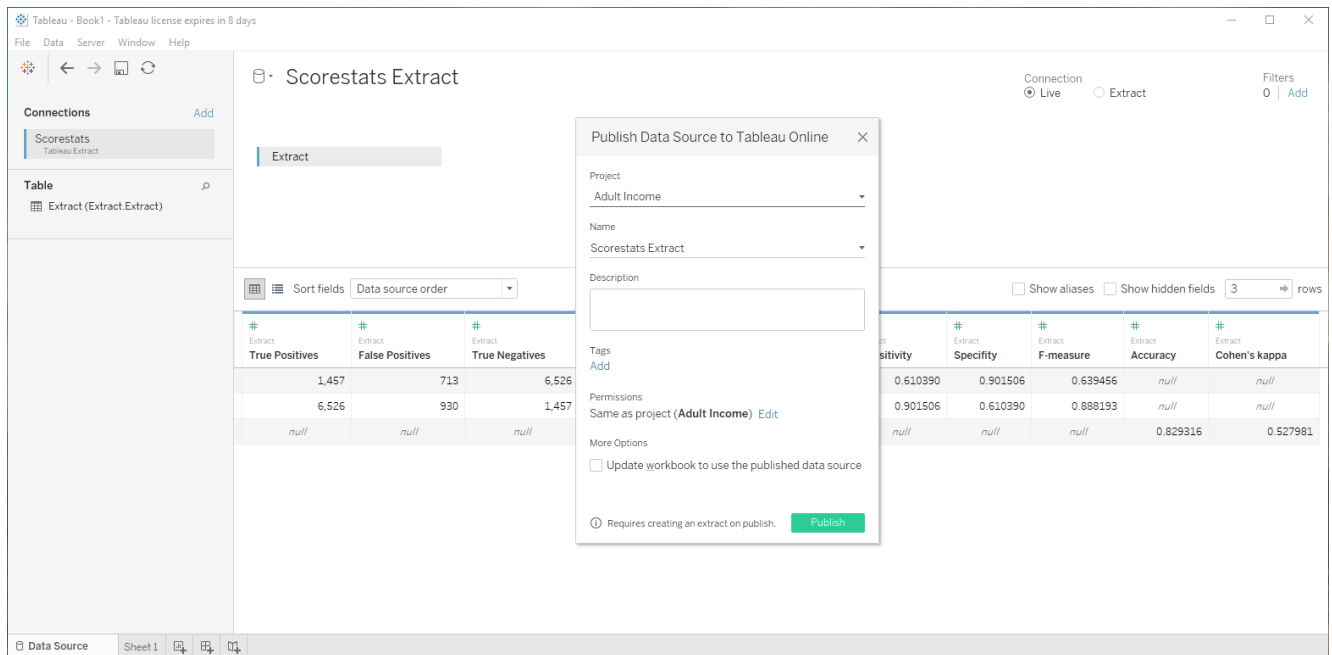 Tableau - Book1 - Tableau license expires in 8 days
File Data Server Window Help
Scorestats Extract
Connection
Live Extract
Filters
0 Add
Connections Add
Scorestats
Tableau Extract
Extract
Table
Extract (Extract.Extract)
Publish Data Source to Tableau Online
Project
Adult Income
Name
Scorestats Extract
Description
Tags
Add
Permissions
Same as project (Adult Income) Edit
More Options
Update workbook to use the published data source
Requires creating an extract on publish. Publish
Sort fields Data source order Show aliases Show hidden fields 3 rows
# # # # # # #
Extract Extract Extract ct Extract Extract Extract Extract
True Positives False Positives True Negatives sitivity Specifity F-measure Accuracy Cohen's kappa
1,457 713 6,526 0.610390 0.901506 0.639456 null null
6,526 930 1,457 0.901506 0.610390 0.888193 null null
null null null null null null 0.829316 0.527981
Data Source Sheet 1